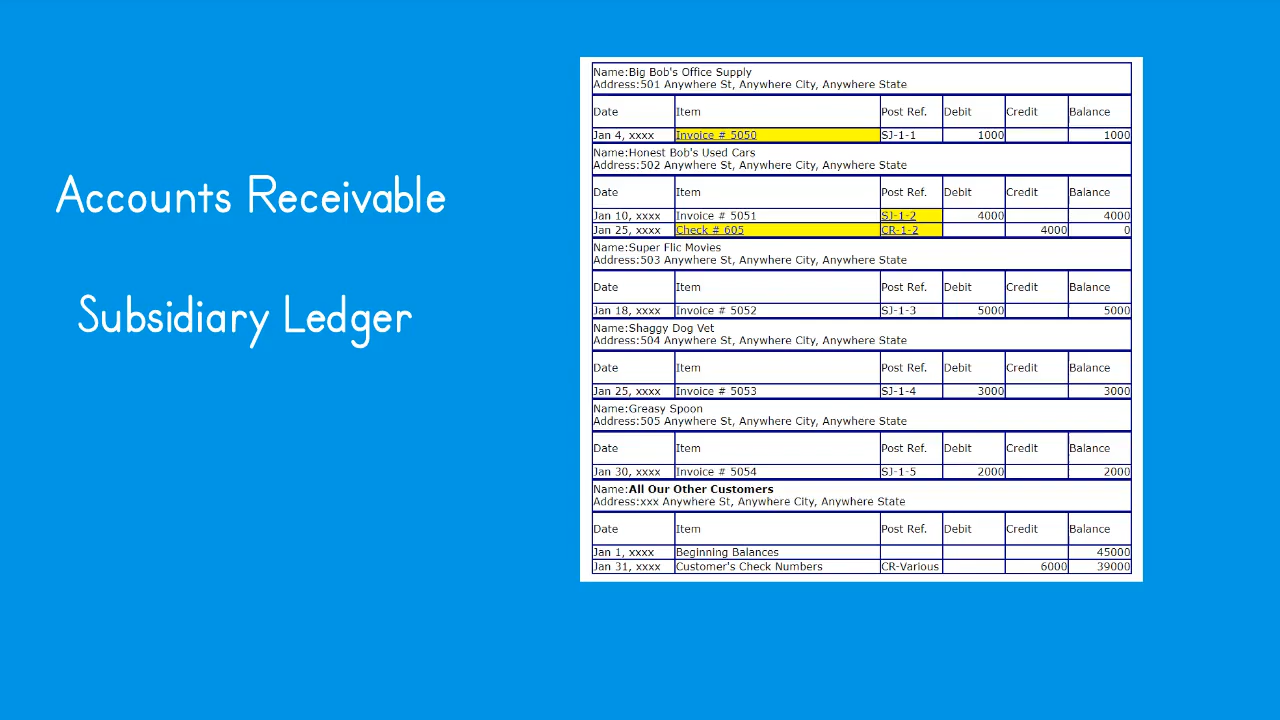 Accounts Receivable
Subsidiary Ledger
Name:Big Bob's Office Supply
Address:501 Anywhere St, Anywhere City, Anywhere State
Date Item Post Ref. Debit Credit Balance
Jan 4, xxxx Invoice # 5050 SJ-1-1 1000 1000
Name:Honest Bob's Used Cars
Address:502 Anywhere St, Anywhere City, Anywhere State
Date Item Post Ref. Debit Credit Balance
Jan 10, xxxx Invoice # 5051 SJ-1-2 4000 4000
Jan 25, xxxx Check # 605 CR-1-2 4000 0
Name:Super Flic Movies
Address:503 Anywhere St, Anywhere City, Anywhere State
Date Item Post Ref. Debit Credit Balance
Jan 18, xxxx Invoice # 5052 SJ-1-3 5000 5000
Name:Shaggy Dog Vet
Address:504 Anywhere St, Anywhere City, Anywhere State
Date Item Post Ref. Debit Credit Balance
Jan 25, xxxx Invoice # 5053 SJ-1-4 3000 3000
Name:Greasy Spoon
Address:505 Anywhere St, Anywhere City, Anywhere State
Date Item Post Ref. Debit Credit Balance
Jan 30, xxxx Invoice # 5054 SJ-1-5 2000 2000
Name:All Our Other Customers
Address:xxx Anywhere St, Anywhere City, Anywhere State
Date Item Post Ref. Debit Credit Balance
Jan 1, xxxx Beginning Balances 45000
Jan 31, xxxx Customer's Check Numbers CR-Various 6000 39000